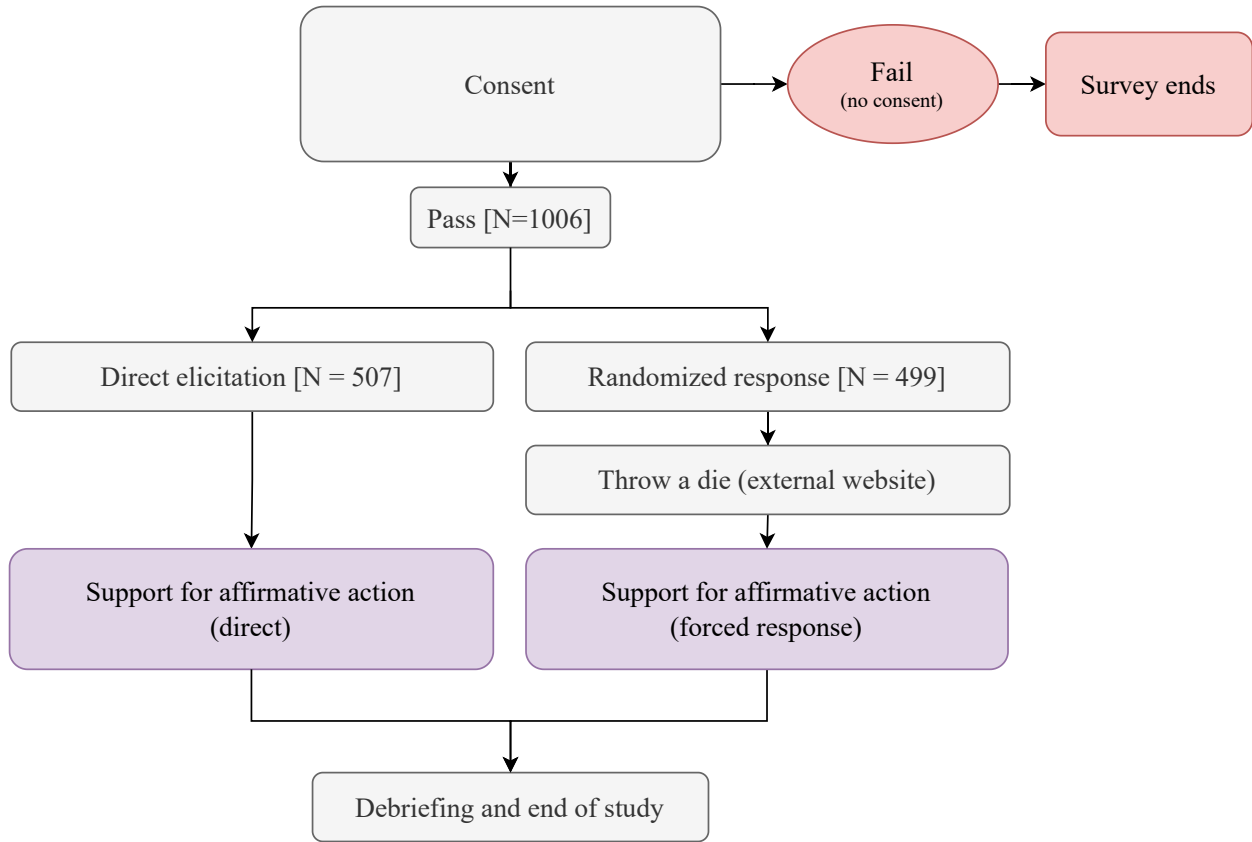 Consent
Fail
(no consent)
Survey ends
Pass [N=1006]
Direct elicitation [N = 507]
Randomized response [N = 499]
Throw a die (external website)
Support for affirmative action
(direct)
Support for affirmative action
(forced response)
Debriefing and end of study